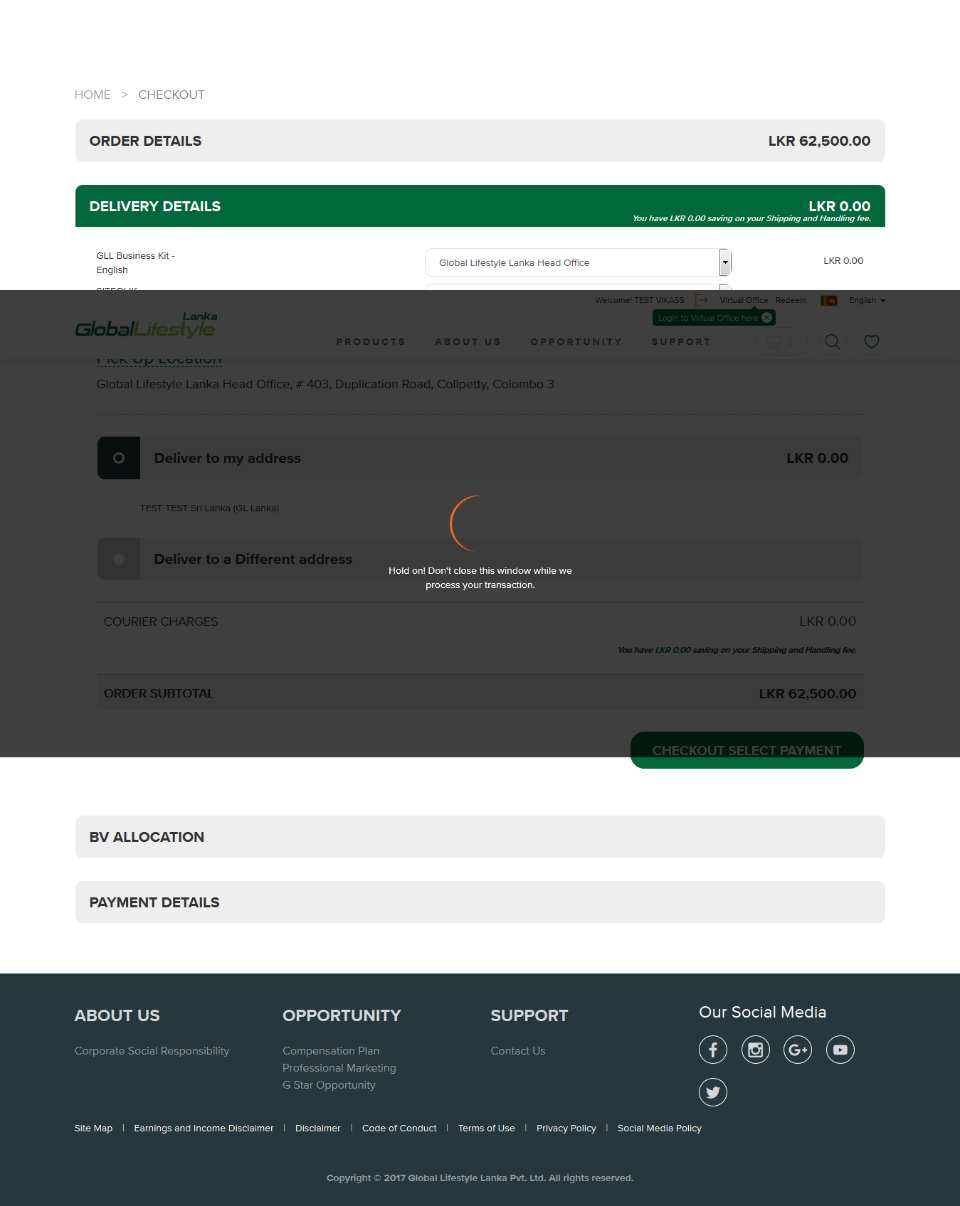 HOME > CHECKOUT
ORDER DETAILS LKR 62,500.00
DELIVERY DETAILS LKR 0.00
You have LKR 0.00 saving on your Shipping and Handling fee.
GLL Business Kit -
English
Global Lifestyle Lanka Head Office
LKR 0.00
Welcome! TEST VIKASS Virtual Office Redeem English
Lanka
GlobalLifestyle
Login to Virtual Office here
PRODUCTS ABOUT US OPPORTUNITY SUPPORT 2
Pick Up Location
Global Lifestyle Lanka Head Office, # 403, Duplication Road, Collpetty, Colombo 3
Deliver to my address LKR 0.00
TEST TEST Sri Lanka (GL Lanka)
Deliver to a Different address
Hold on! Don't close this window while we
process your transaction.
COURIER CHARGES LKR 0.00
You have LKR 0.00 saving on your Shipping and Handling fee.
ORDER SUBTOTAL LKR 62,500.00
CHECKOUT SELECT PAYMENT
BV ALLOCATION
PAYMENT DETAILS
ABOUT US OPPORTUNITY SUPPORT Our Social Media
Corporate Social Responsibility Compensation Plan Contact Us
Professional Marketing
G Star Opportunity
Site Map | Earnings and Income Disclaimer | Disclaimer | Code of Conduct | Terms of Use | Privacy Policy | Social Media Policy
Copyright © 2017 Global Lifestyle Lanka Pvt. Ltd. All rights reserved.